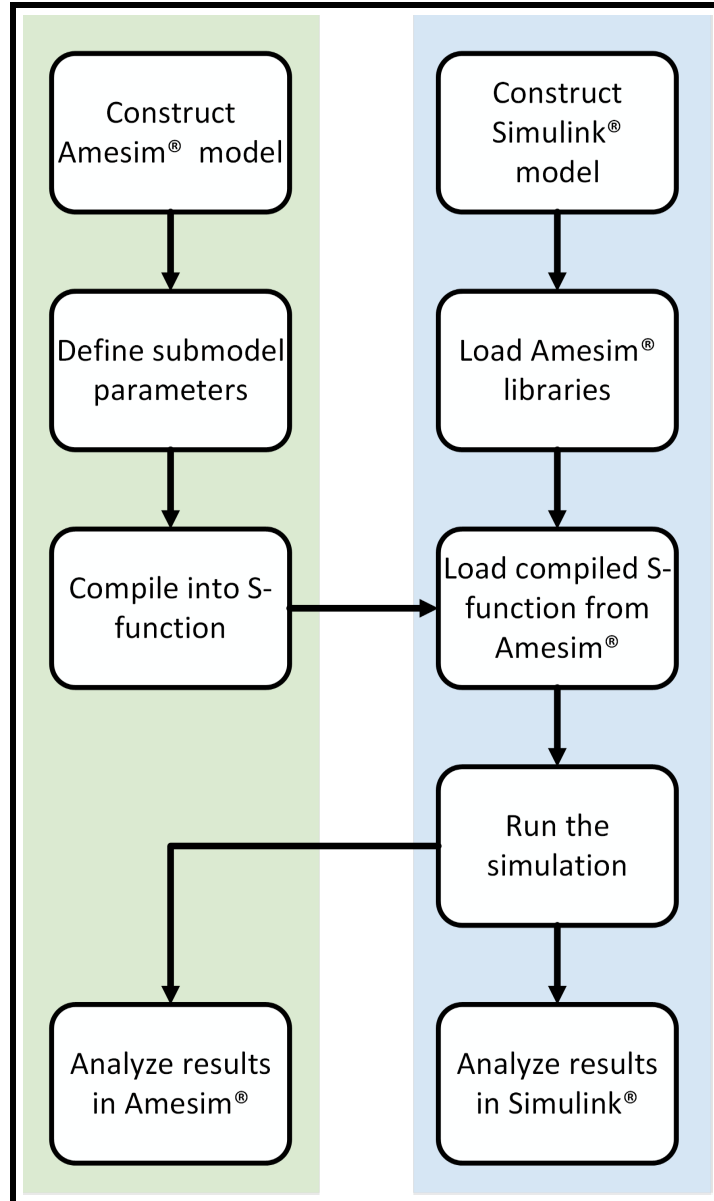 Construct
Amesim® model
Define submodel
parameters
Compile into S-
function
Analyze results
in Amesim®
Construct
Simulink®
model
Load Amesim®
libraries
Load compiled S-
function from
Amesim®
Run the
simulation
Analyze results
in Simulink®